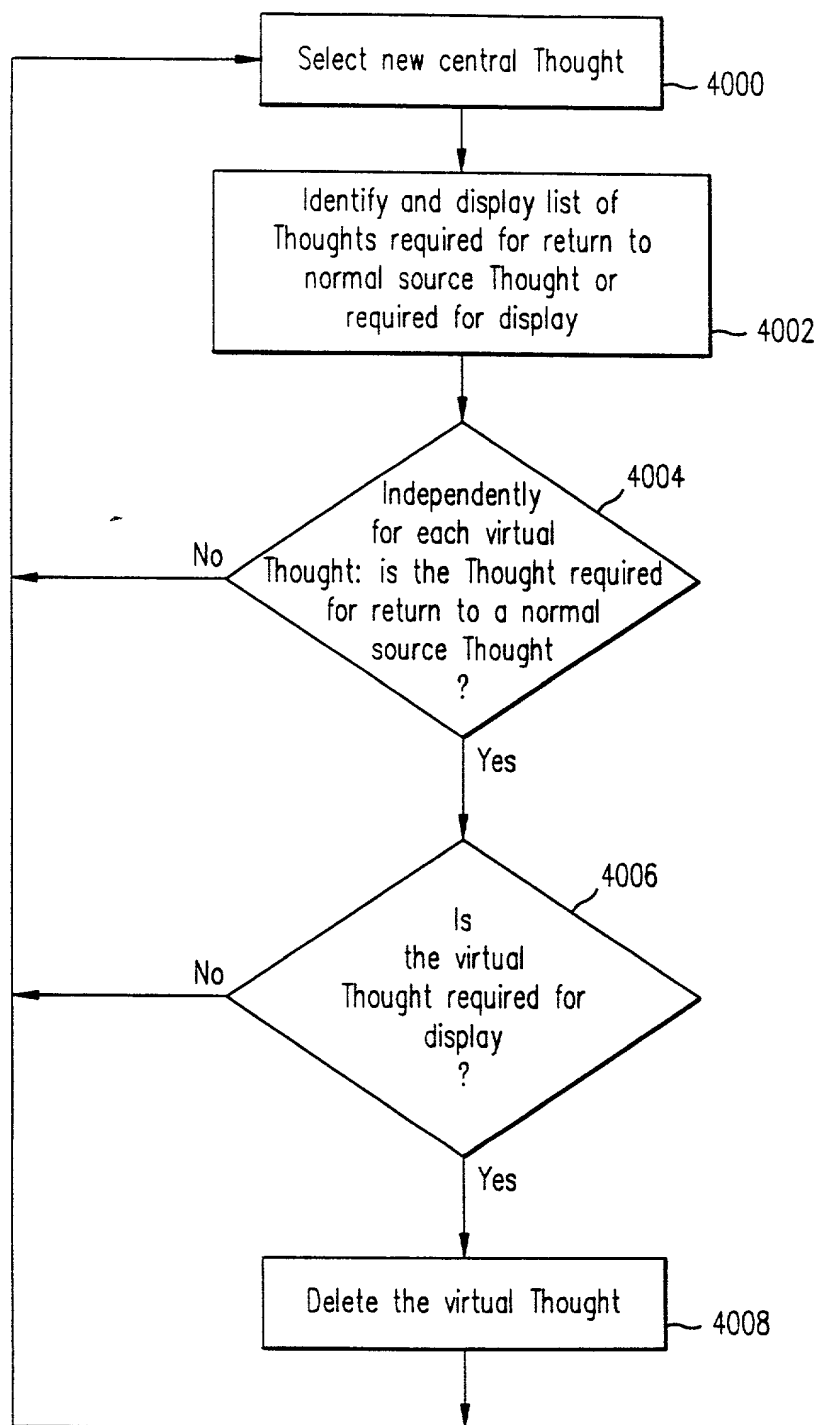 Select new central Thought
4000
Identify and display list of
Thoughts required for return to
normal source Thought or
required for display
4002
4004
Independently
for each virtual
Thought: is the Thought required
for return to a normal
source Thought
?
No
Yes
4006
Is
the virtual
Thought required for
display
?
No
Yes
Delete the virtual Thought
4008